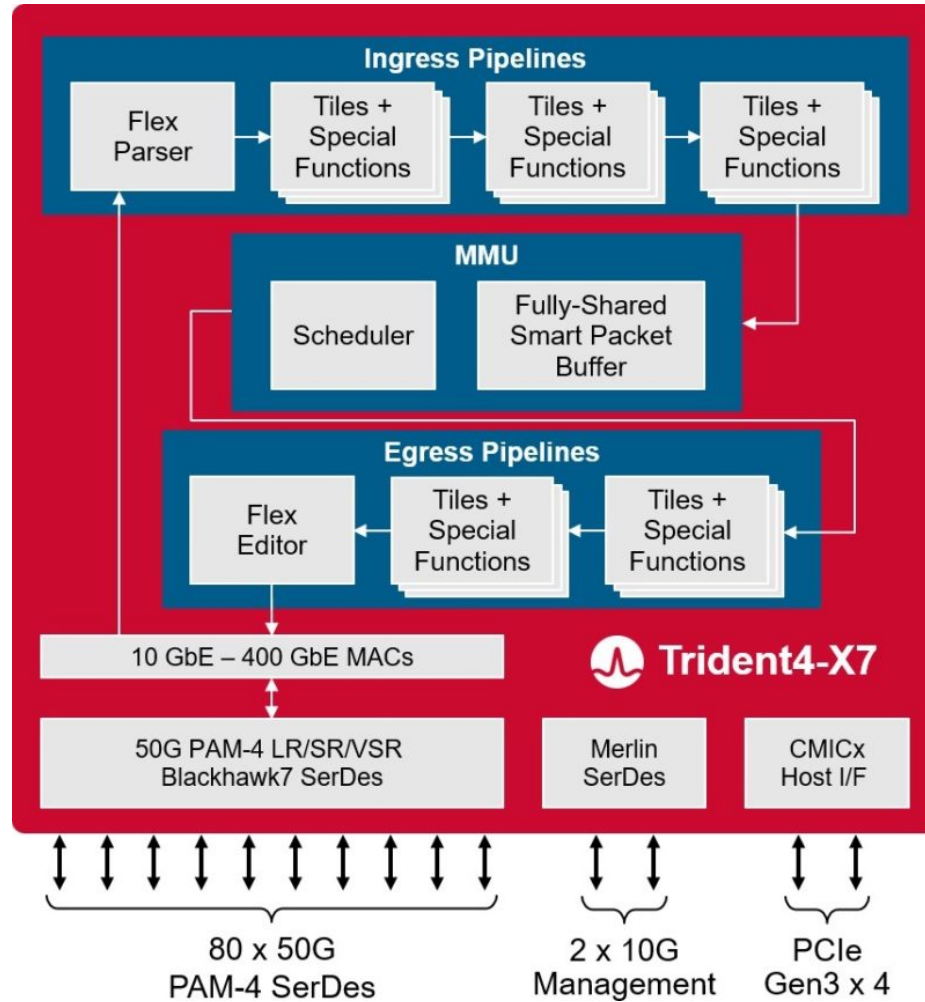 Ingress Pipelines
Flex
Parser
Tiles +
Special
Functions
Tiles +
Special
Functions
Tiles +
Special
Functions
MMU
Scheduler
Fully-Shared
Smart Packet
Buffer
Egress Pipelines
Flex
Editor
Tiles +
Special
Functions
Tiles +
Special
Functions
10 GbE – 400 GbE MACs
Trident4-X7
50G PAM-4 LR/SR/VSR
Blackhawk7 SerDes
Merlin
SerDes
CMICx
Host I/F
80 x 50G
PAM-4 SerDes
2 x 10G
Management
PCIe
Gen3 x 4